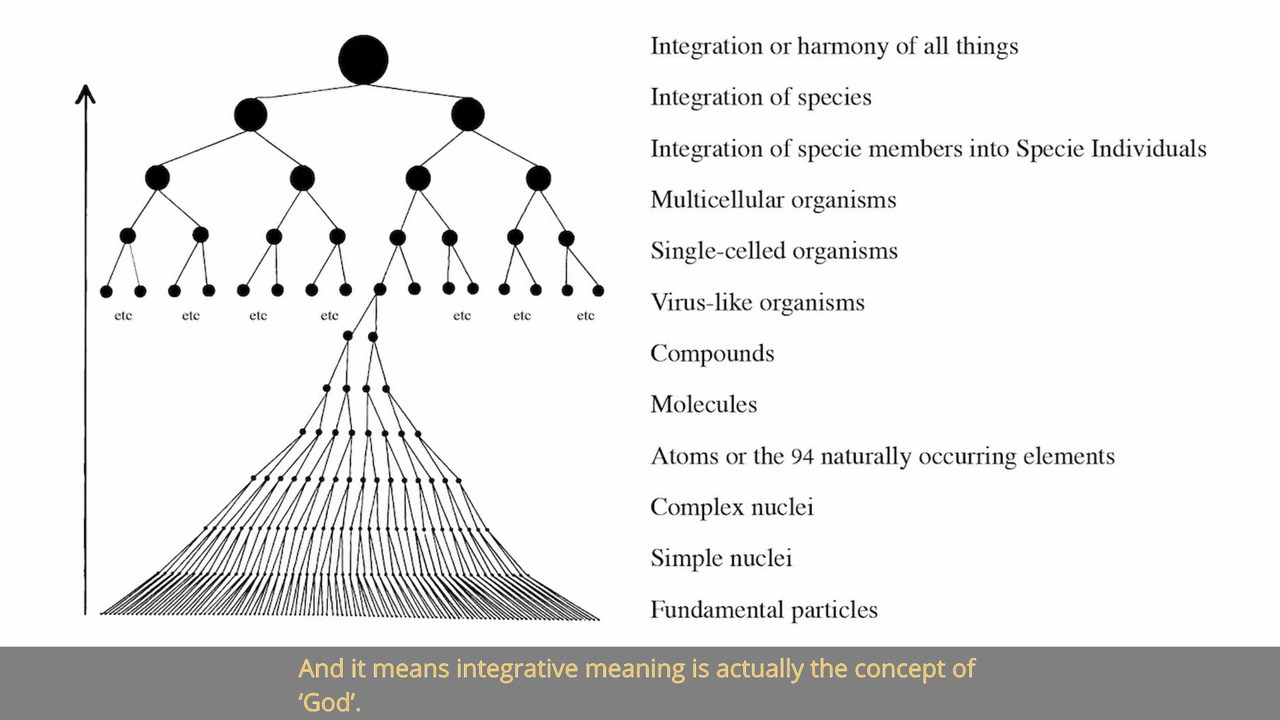 Integration or harmony of all things
Integration of species
Integration of specie members into Specie Individuals
Multicellular organisms
Single-celled organisms
Virus-like organisms
etc etc etc etc etc etc etc
Compounds
Molecules
Atoms or the 94 naturally occurring elements
Complex nuclei
Simple nuclei
Fundamental particles
And it means integrative meaning is actually the concept of
‘God’.